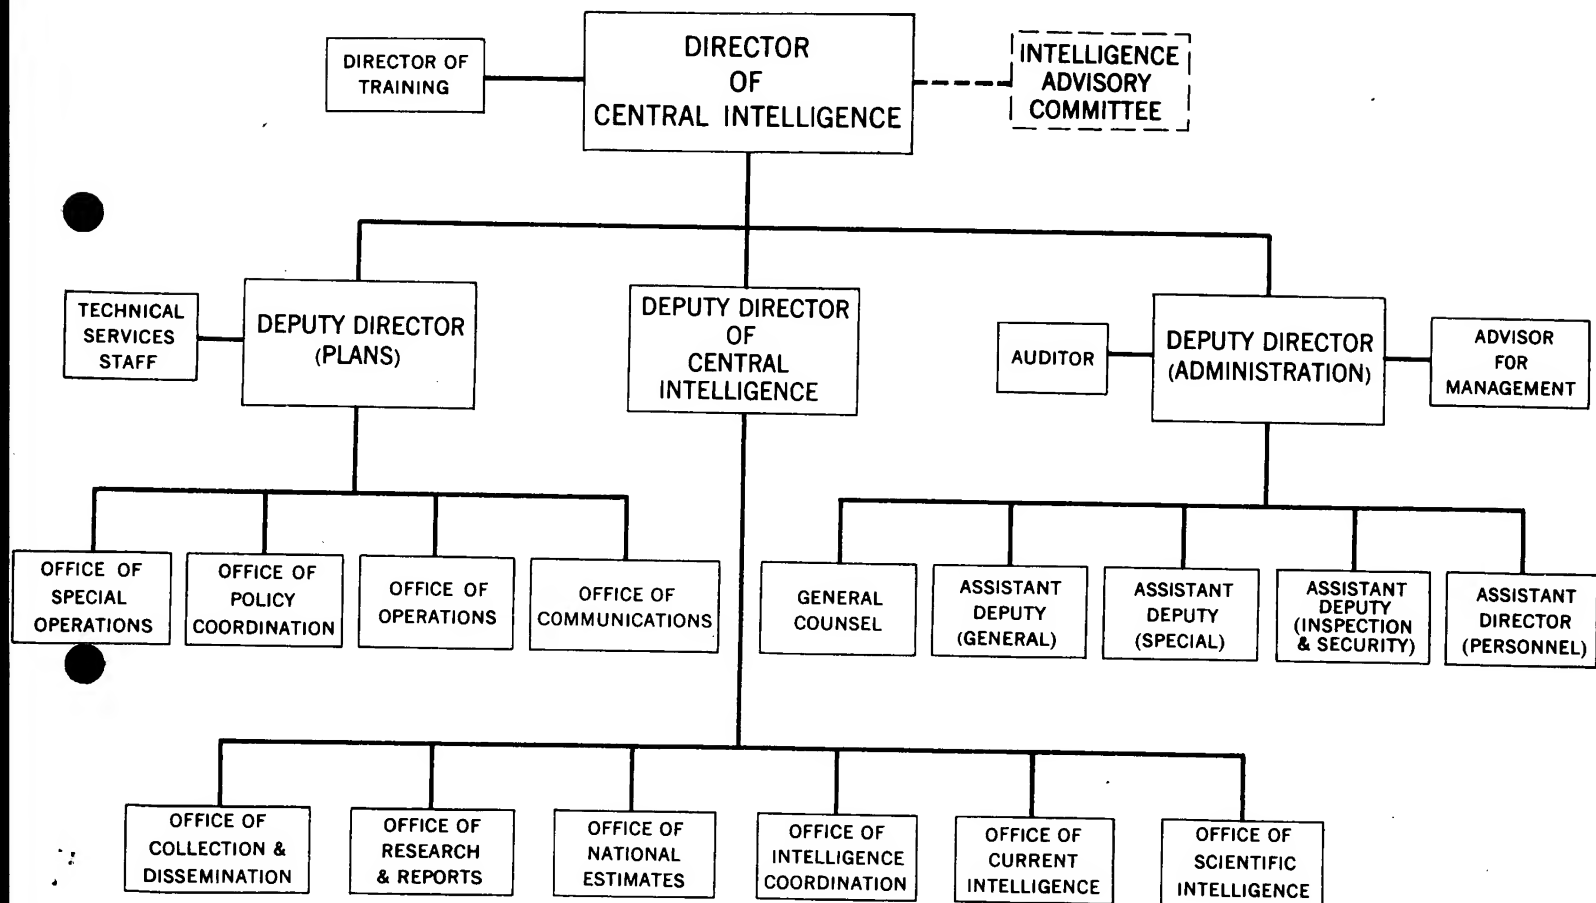 DIRECTOR OF
TRAINING
DIRECTOR
OF
CENTRAL INTELLIGENCE
INTELLIGENCE
ADVISORY
COMMITTEE
TECHNICAL
SERVICES
STAFF
DEPUTY DIRECTOR
(PLANS)
DEPUTY DIRECTOR
OF
CENTRAL
INTELLIGENCE
AUDITOR
DEPUTY DIRECTOR
(ADMINISTRATION)
ADVISOR
FOR
MANAGEMENT
OFFICE OF
SPECIAL
OPERATIONS
OFFICE OF
POLICY
COORDINATION
OFFICE OF
OPERATIONS
OFFICE OF
COMMUNICATIONS
GENERAL
COUNSEL
ASSISTANT
DEPUTY
(GENERAL)
ASSISTANT
DEPUTY
(SPECIAL)
ASSISTANT
DEPUTY
(INSPECTION
& SECURITY)
ASSISTANT
DIRECTOR
(PERSONNEL)
OFFICE OF
COLLECTION &
DISSEMINATION
OFFICE OF
RESEARCH
& REPORTS
OFFICE OF
NATIONAL
ESTIMATES
OFFICE OF
INTELLIGENCE
COORDINATION
OFFICE OF
CURRENT
INTELLIGENCE
OFFICE OF
SCIENTIFIC
INTELLIGENCE